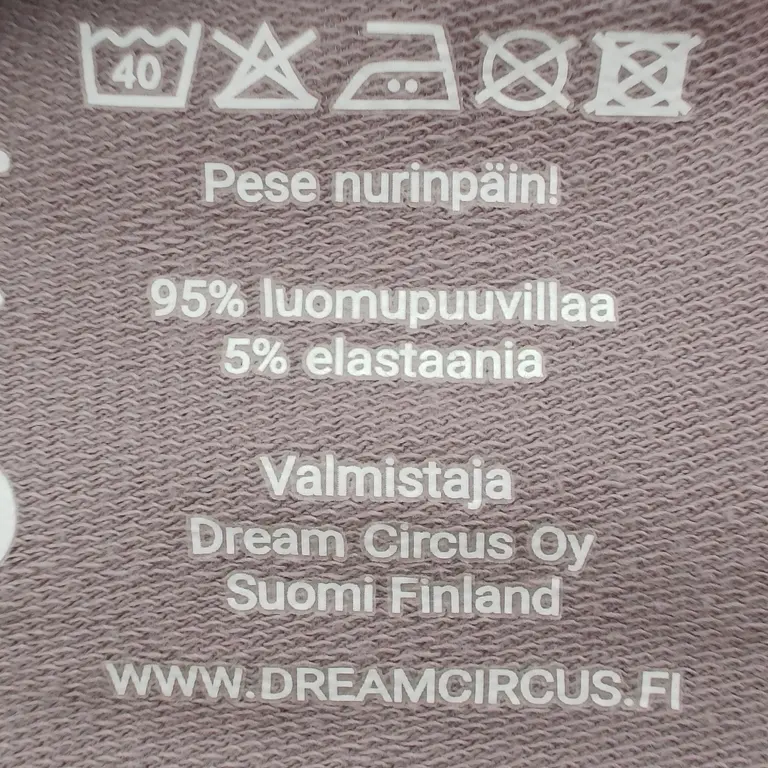 40
Pese nurinpäin!
95% luomupuuvillaa
5% elastaania
Valmistaja
Dream Circus Oy
Suomi Finland
WWW.DREAMCIRCUS.FI